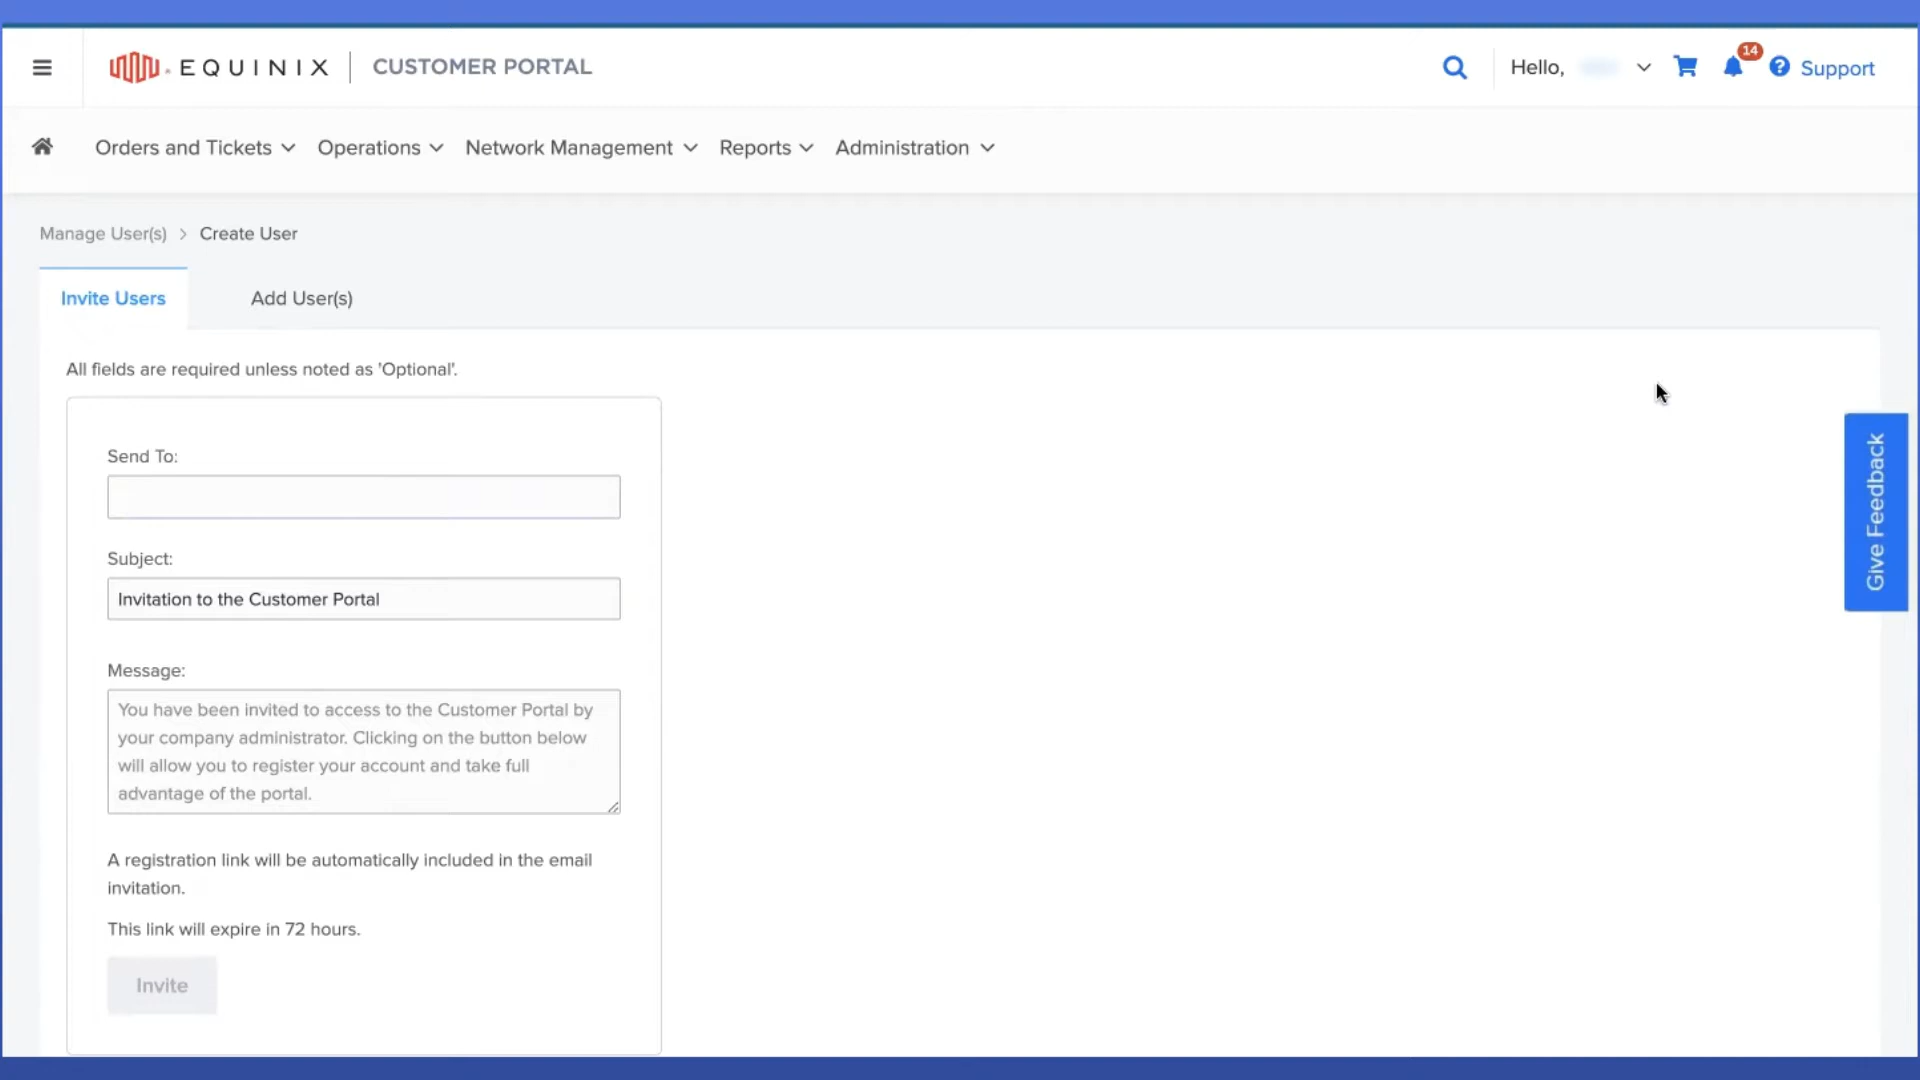 EQUINIX | CUSTOMER PORTAL
Hello,
14
Support
Orders and Tickets
Operations
Network Management
Reports
Administration
Manage User(s) > Create User
Invite Users
Add User(s)
All fields are required unless noted as 'Optional'.
Send To:
Subject:
Invitation to the Customer Portal
Message:
You have been invited to access to the Customer Portal by
your company administrator. Clicking on the button below
will allow you to register your account and take full
advantage of the portal.
A registration link will be automatically included in the email
invitation.
This link will expire in 72 hours.
Invite
Give Feedback